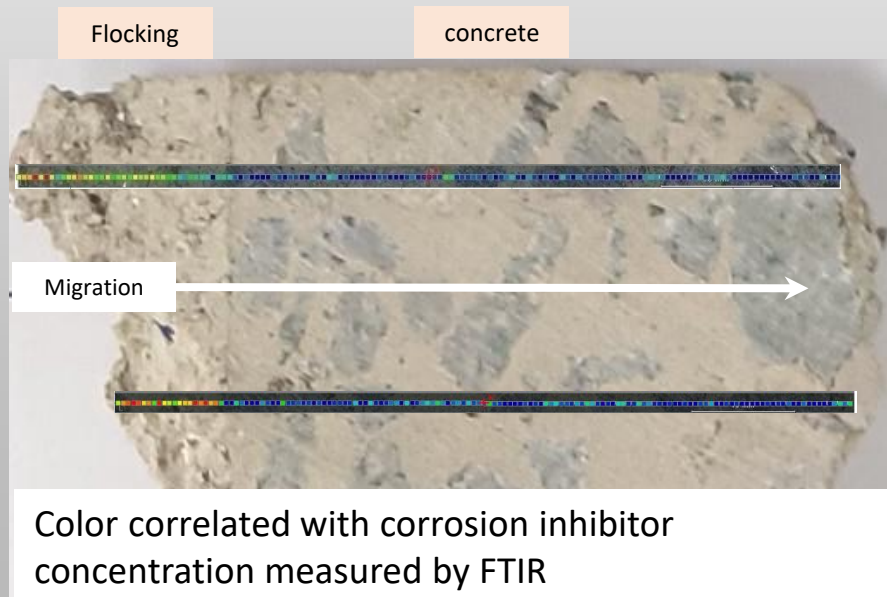 Flocking
concrete
Migration
Color correlated with corrosion inhibitor
concentration measured by FTIR